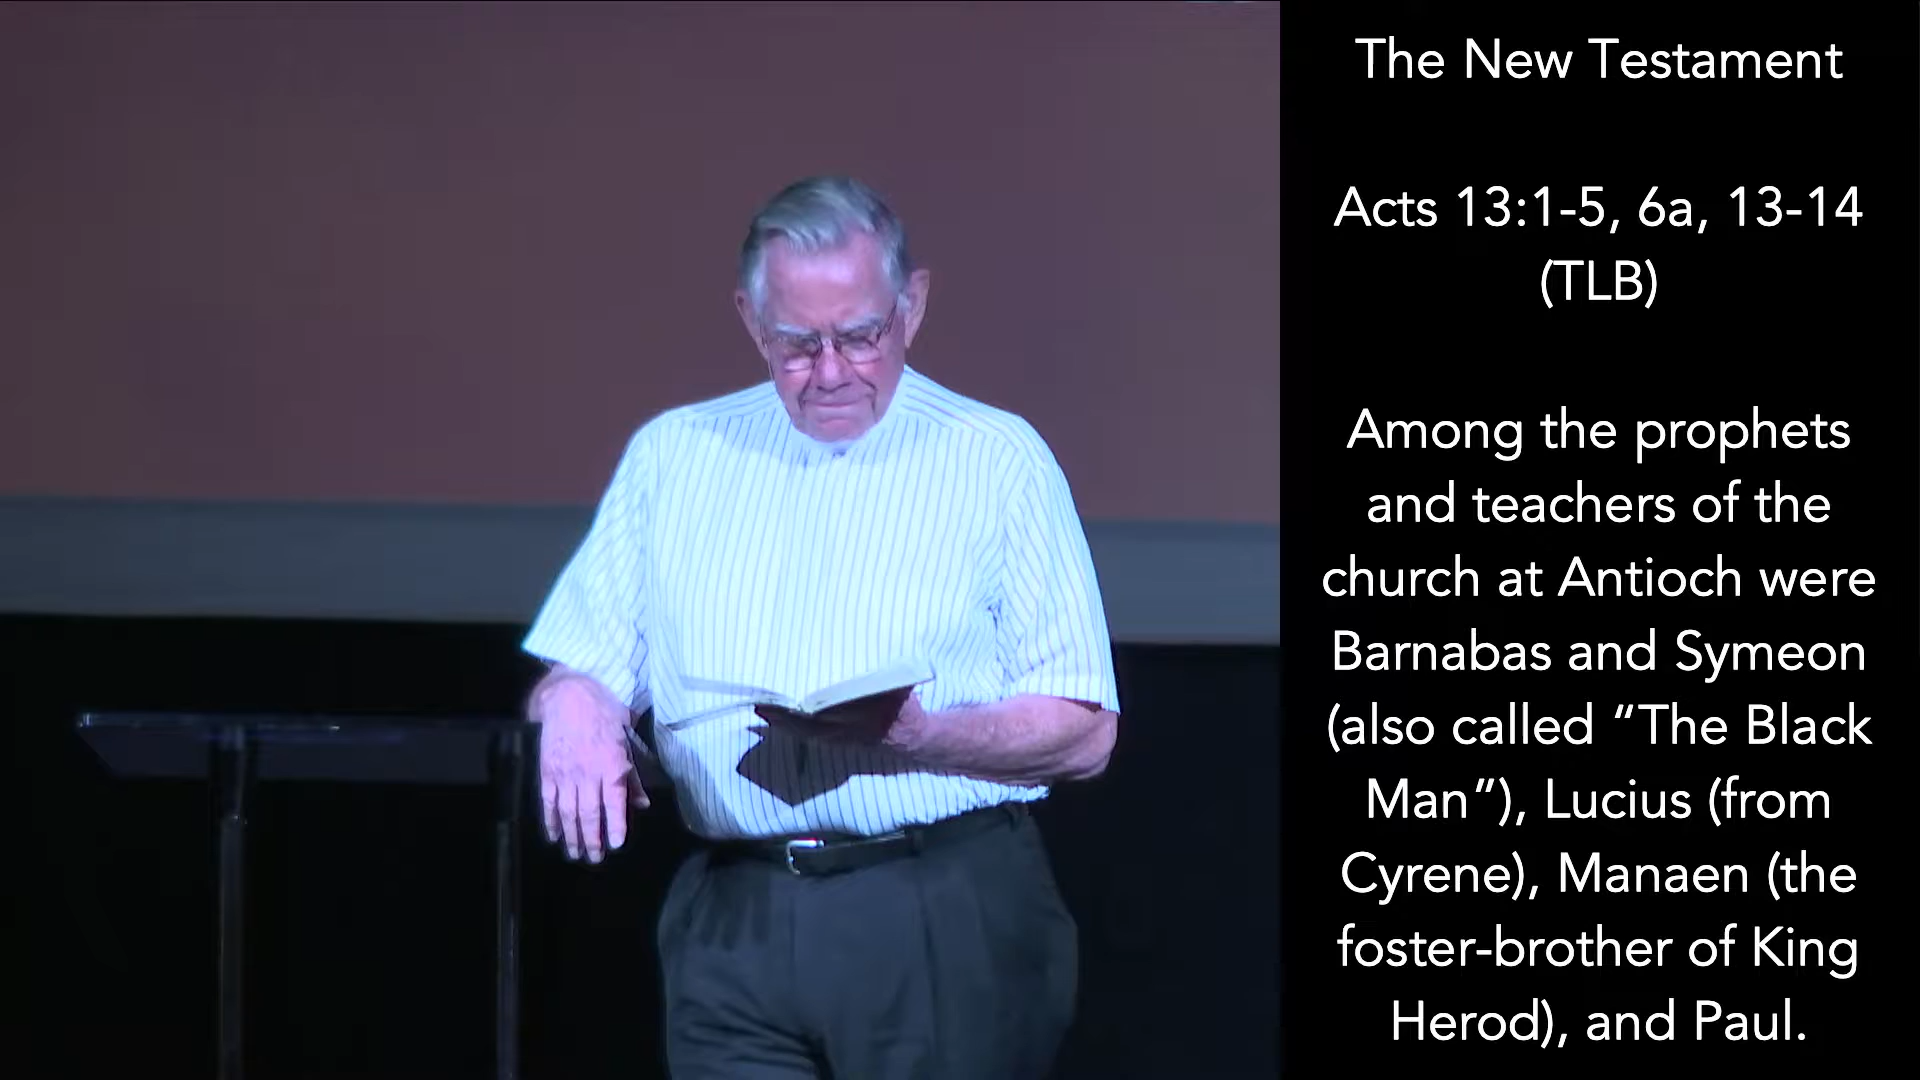 The New Testament
Acts 13:1-5, 6a, 13-14
(TLB)
Among the prophets
and teachers of the
church at Antioch were
Barnabas and Symeon
(also called “The Black
Man”), Lucius (from
Cyrene), Manaen (the
foster-brother of King
Herod), and Paul.